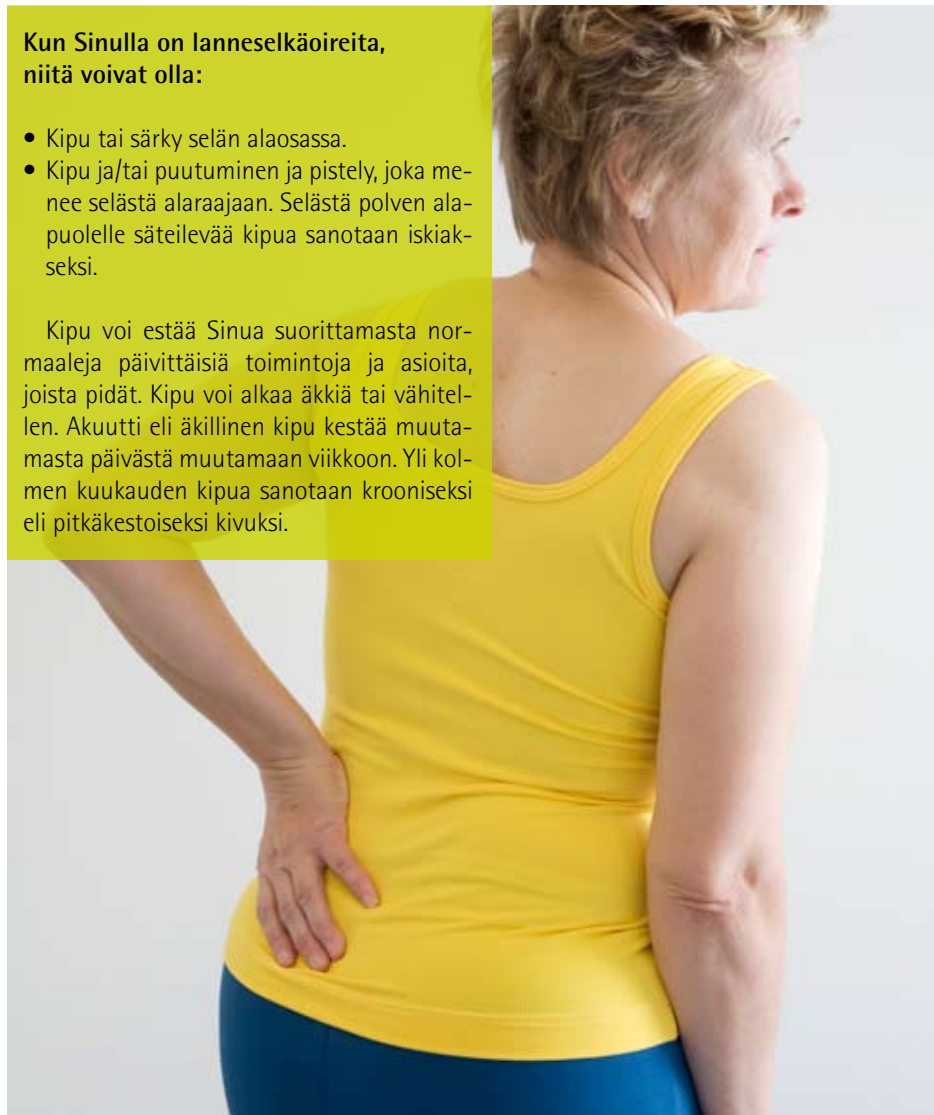 Kun Sinulla on lanneselkäoireita,
niitä voivat olla:
• Kipu tai särky selän alaosassa.
• Kipu ja/tai puutuminen ja pistely, joka me-
nee selästä alaraajaan. Selästä polven ala-
puolelle säteilevää kipua sanotaan iskiak-
seksi.
Kipu voi estää Sinua suorittamasta nor-
maaleja päivittäisiä toimintoja ja asioita,
joista pidät. Kipu voi alkaa äkkiä tai vähitel-
len. Akuutti eli äkillinen kipu kestää muuta-
masta päivästä muutamaan viikkoon. Yli kol-
men kuukauden kipua sanotaan krooniseksi
eli pitkäkestoiseksi kivuksi.